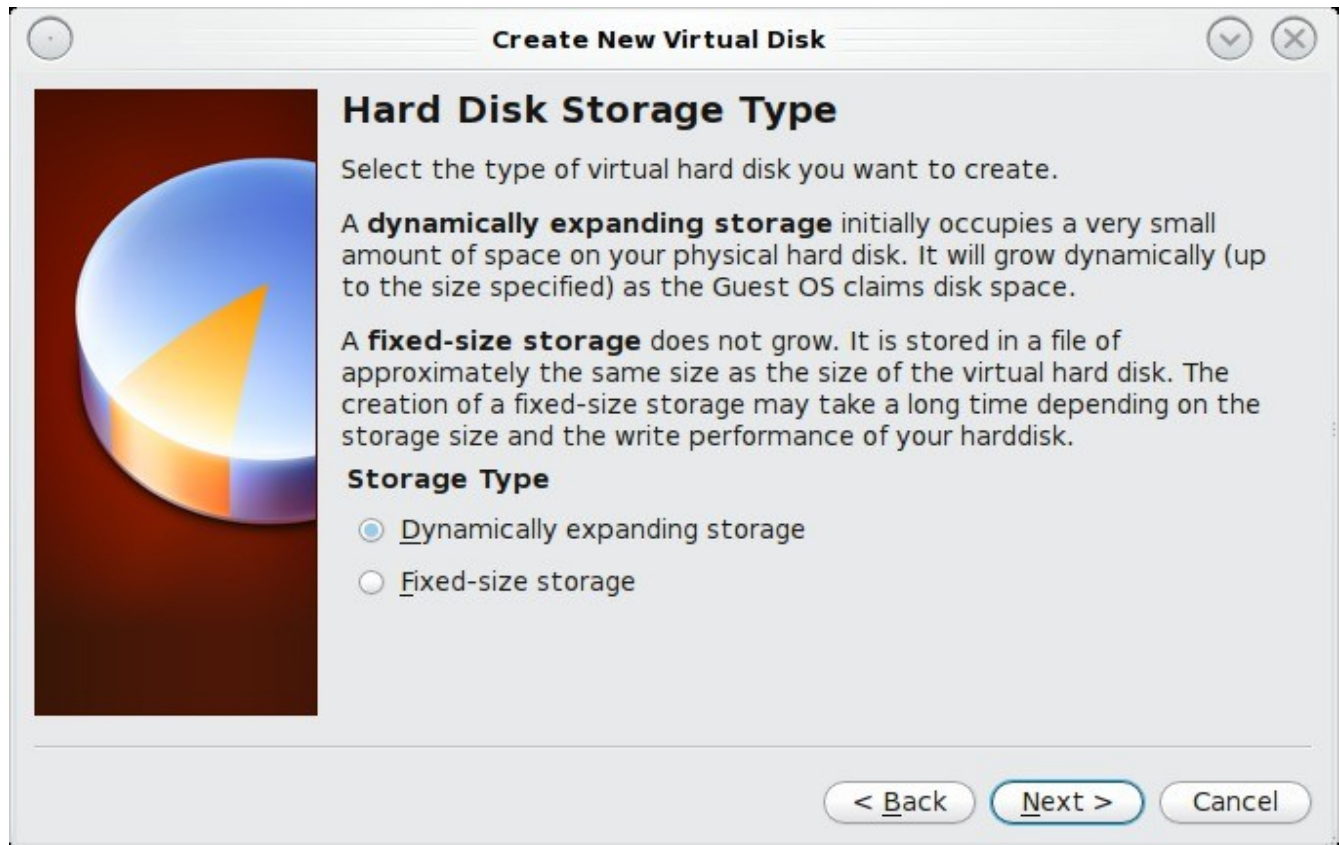 Create New Virtual Disk
Hard Disk Storage Type
Select the type of virtual hard disk you want to create.
A dynamically expanding storage initially occupies a very small
amount of space on your physical hard disk. It will grow dynamically (up
to the size specified) as the Guest OS claims disk space.
A fixed-size storage does not grow. It is stored in a file of
approximately the same size as the size of the virtual hard disk. The
creation of a fixed-size storage may take a long time depending on the
storage size and the write performance of your harddisk.
Storage Type
Dynamically expanding storage
Fixed-size storage
< Back Next > Cancel